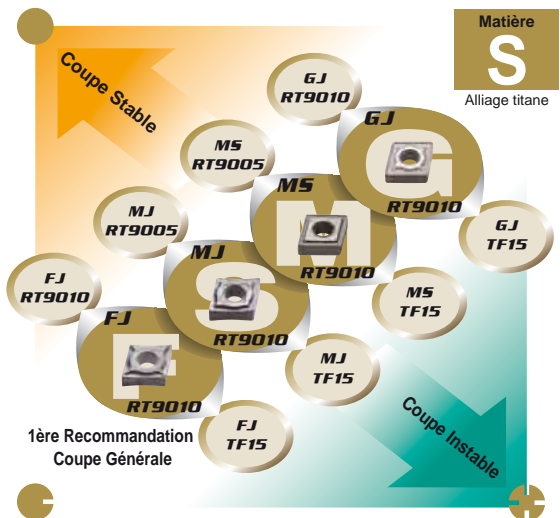 Matière
S
Alliage titane
Coupe Stable
GJ
RT9010
MS
RT9005
MJ
RT9005
FJ
RT9010
GJ
G
RT9010
MS
M
RT9010
MJ
S
RT9010
FJ
F
RT9010
GJ
TF15
MS
TF15
MJ
TF15
FJ
TF15
Coupe Instable
1ère Recommandation
Coupe Générale